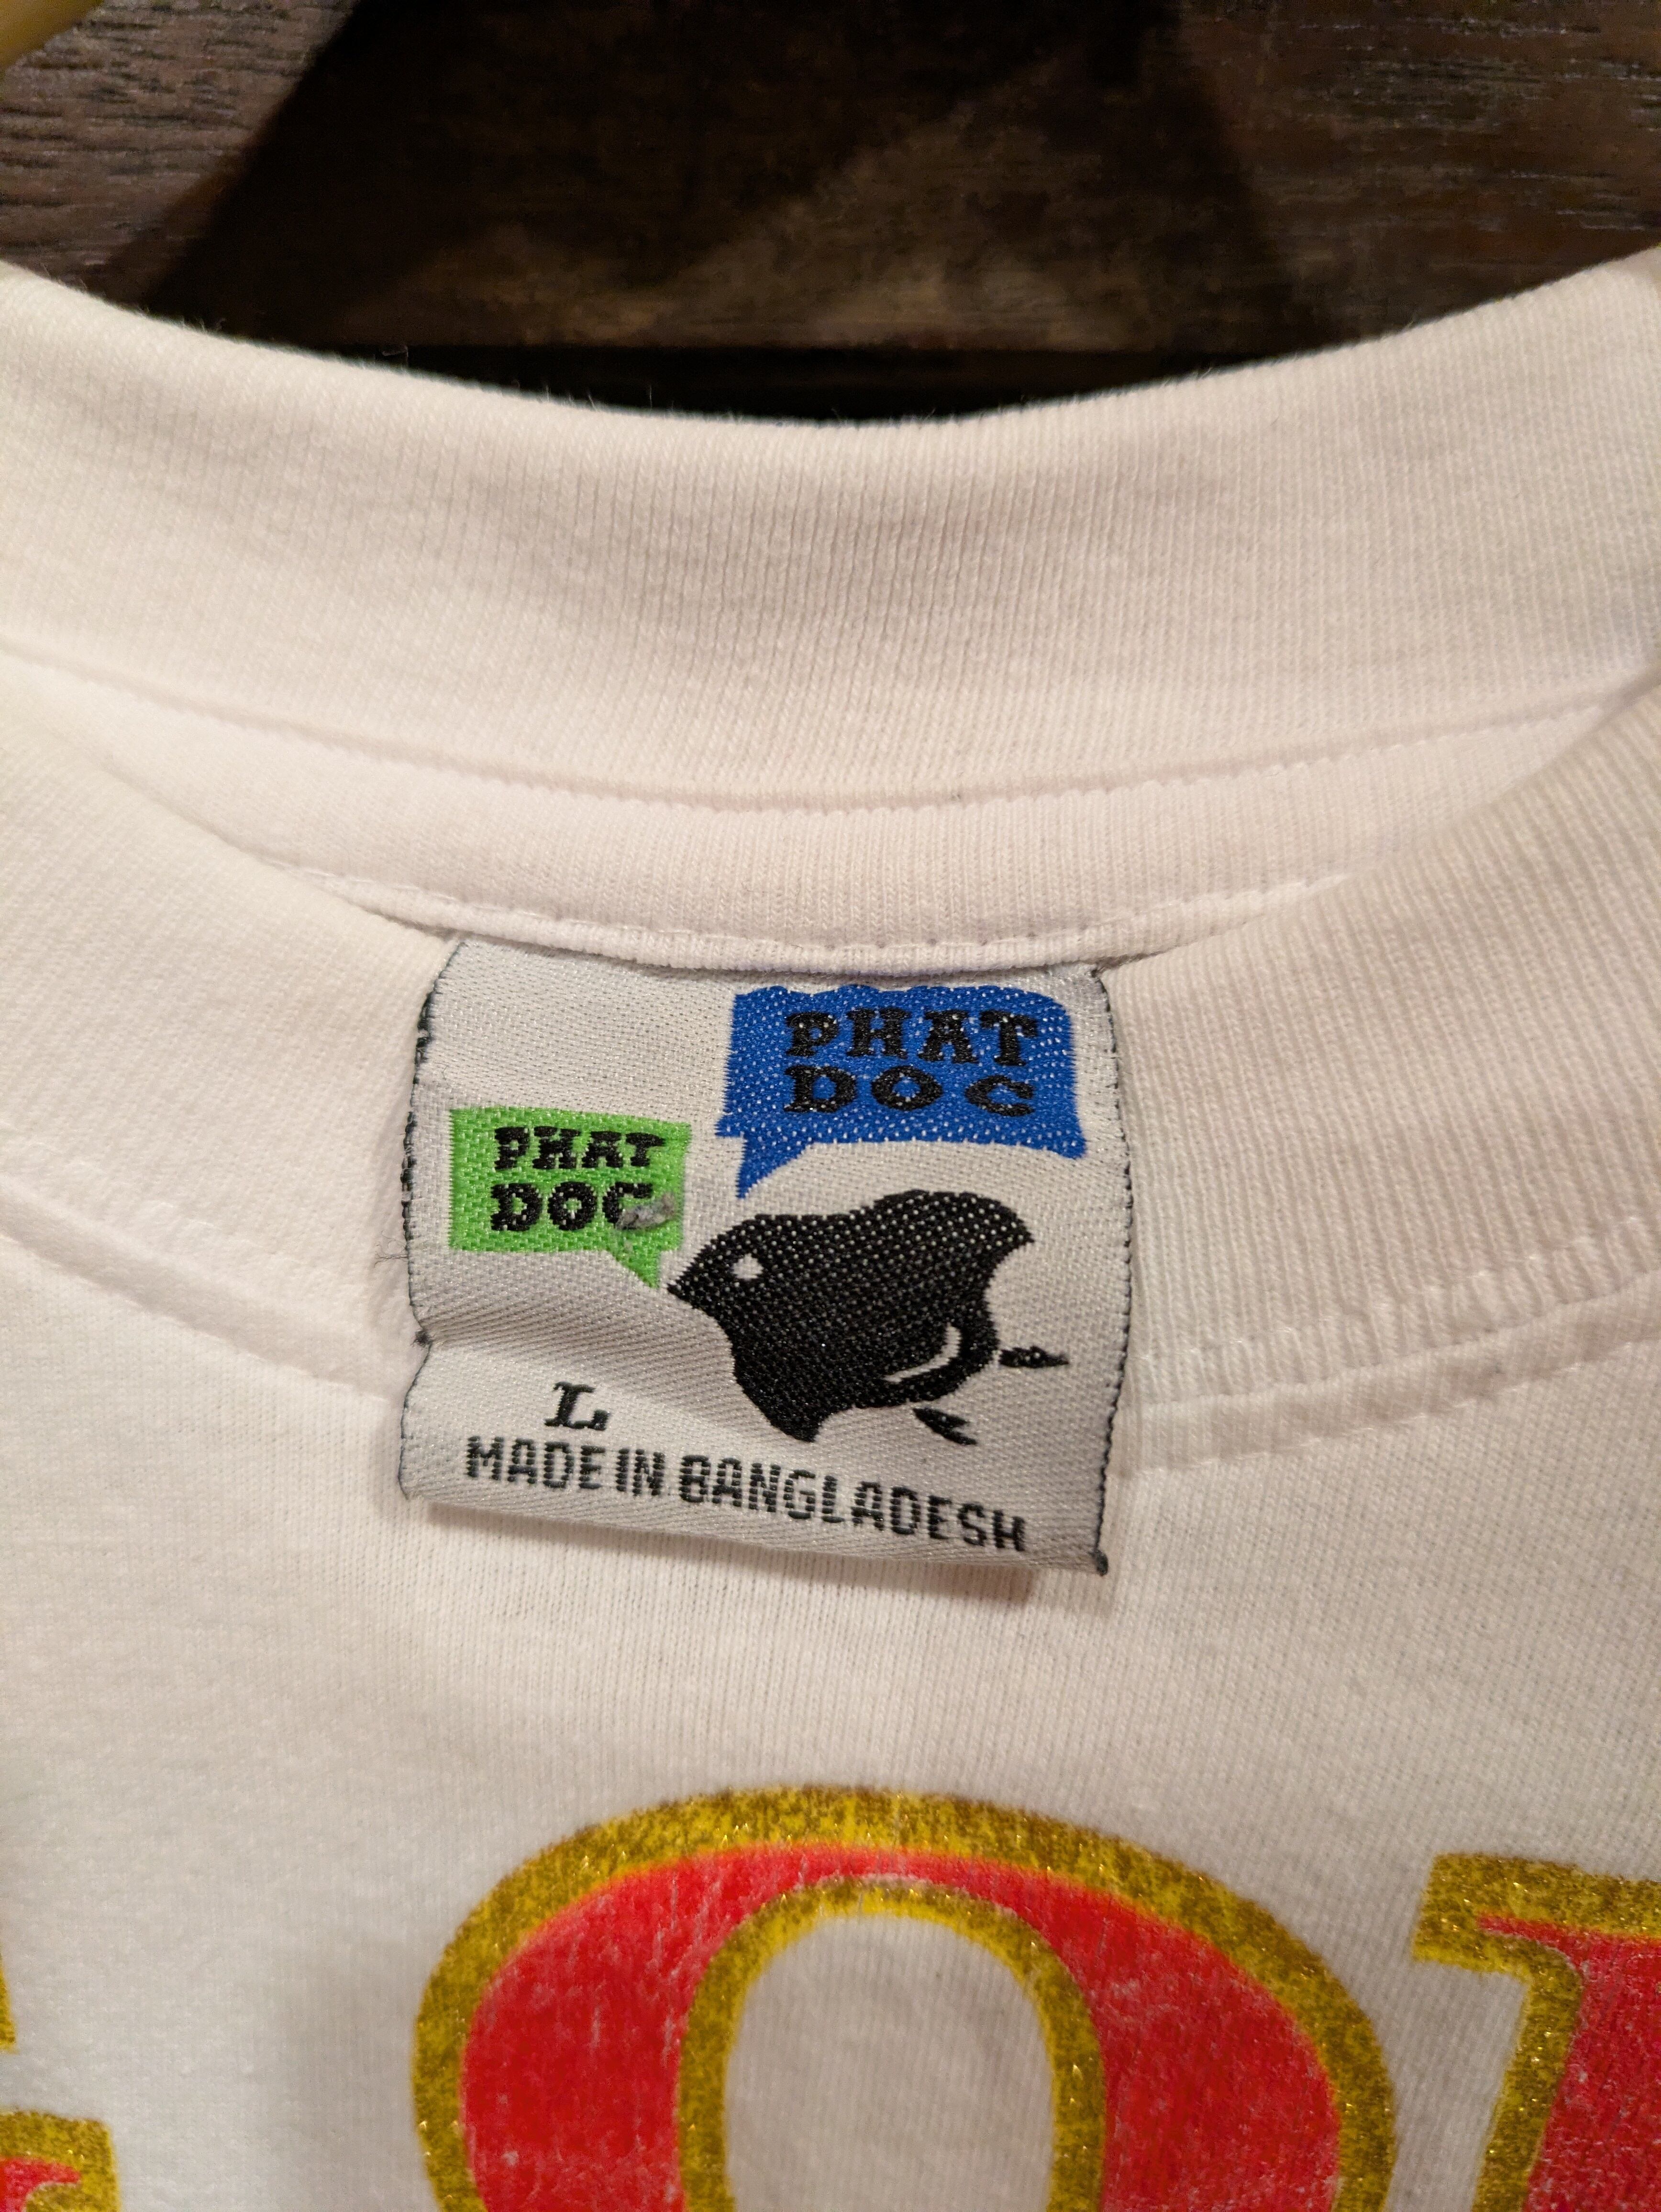 PHAT
DOC
PHAT
DOC
L
MADE IN BANGLADESH
O